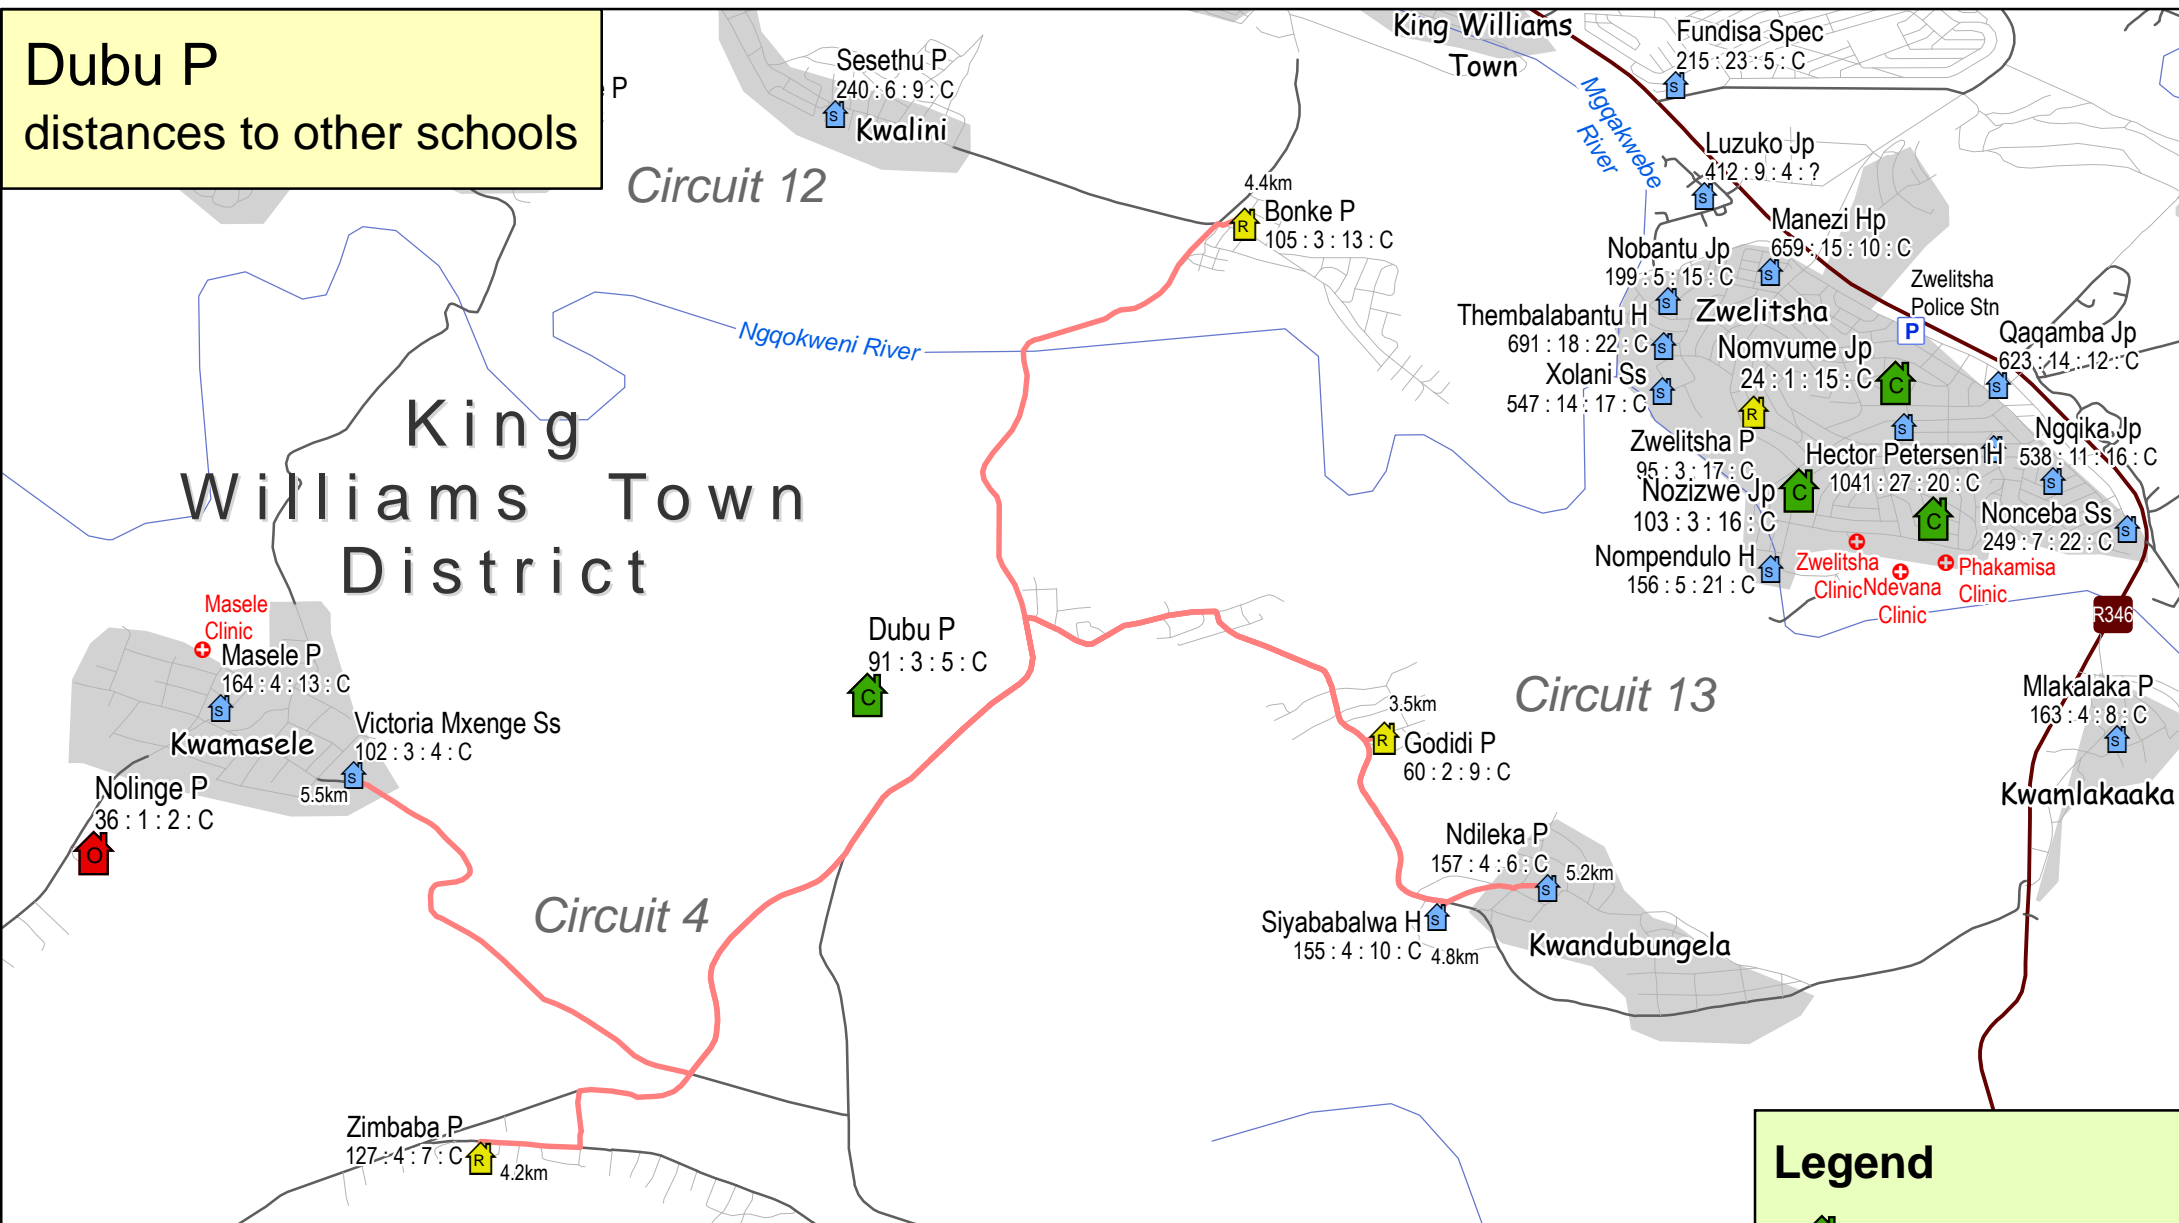 Dubu P
distances to other schools
P
Sesethu P
240 : 6 : 9 : C
Kwalini
King Williams
Town
Fundisa Spec
215 : 23 : 5 : C
Mgqakwebe
River
Luzuko Jp
412 : 9 : 4 : ?
Circuit 12
4.4km
Bonke P
105 : 3 : 13 : C
R
Manezi Hp
659 : 15 : 10 : C
Nobantu Jp
199 : 5 : 15 : C
Zwelitsha
Police Stn
P
Thembalabantu H
691 : 18 : 22 : C
Zwelitsha
Qaqamba Jp
623 : 14 : 12 : C
Ngqokweni River
Nomvume Jp
24 : 1 : 15 : C
C
Xolani Ss
547 : 14 : 17 : C
R
King
Williams Town
District
Zwelitsha P
95 : 3 : 17 : C
Hector Petersen H
1041 : 27 : 20 : C
Ngqika Jp
538 : 11 : 16 : C
Nozizwe Jp
103 : 3 : 16 : C
C
C
Nonceba Ss
249 : 7 : 22 : C
Nompendulo H
156 : 5 : 21 : C
Zwelitsha
Clinic
Ndevana
Clinic
Phakamisa
Clinic
R346
Masele
Clinic
Masele P
164 : 4 : 13 : C
Dubu P
91 : 3 : 5 : C
C
Circuit 13
Mlakalaka P
163 : 4 : 8 : C
Kwamasele
Victoria Mxenge Ss
102 : 3 : 4 : C
5.5km
3.5km
Godidi P
60 : 2 : 9 : C
R
Kwamlakaaka
Nolinge P
36 : 1 : 2 : C
O
Ndileka P
157 : 4 : 6 : C
5.2km
Circuit 4
Siyababalwa H
155 : 4 : 10 : C
4.8km
Kwandubungela
Zimbaba P
127 : 4 : 7 : C
R
4.2km
Legend